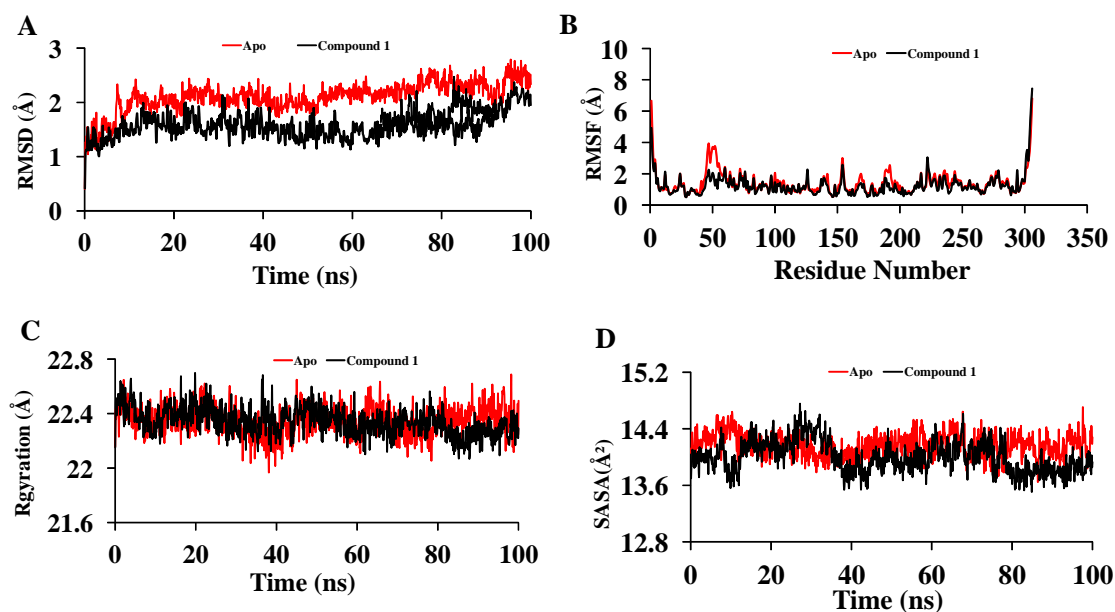 A
Apo Compound 1
3
2
1
0
RMSD (Å)
0 20 40 60 80 100
Time (ns)
B
Apo Compound 1
10
8
6
4
2
0
RMSF (Å)
0 50 100 150 200 250 300 350
Residue Number
C
Apo Compound 1
22.8
22.4
22
21.6
Rgyration (Å)
0 20 40 60 80 100
Time (ns)
D
Apo Compound 1
15.2
14.4
13.6
12.8
SASA(Å²)
0 20 40 60 80 100
Time (ns)